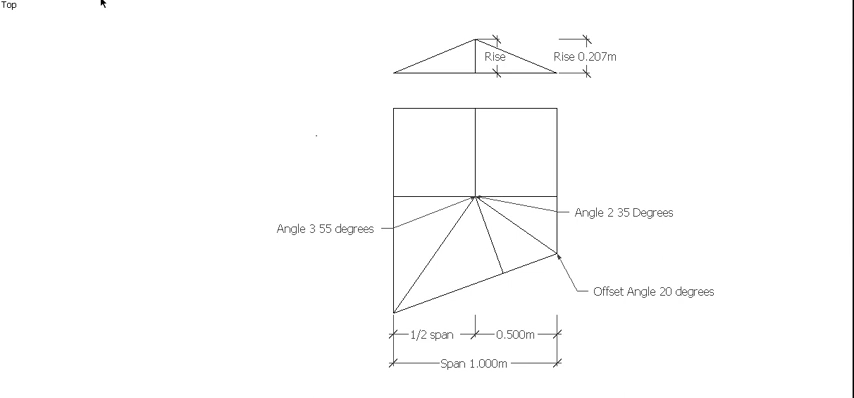 Top
Rise
Rise 0.207m
Angle 2 35 Degrees
Angle 3 55 degrees
Offset Angle 20 degrees
1/2 span
0.500m
Span 1.000m